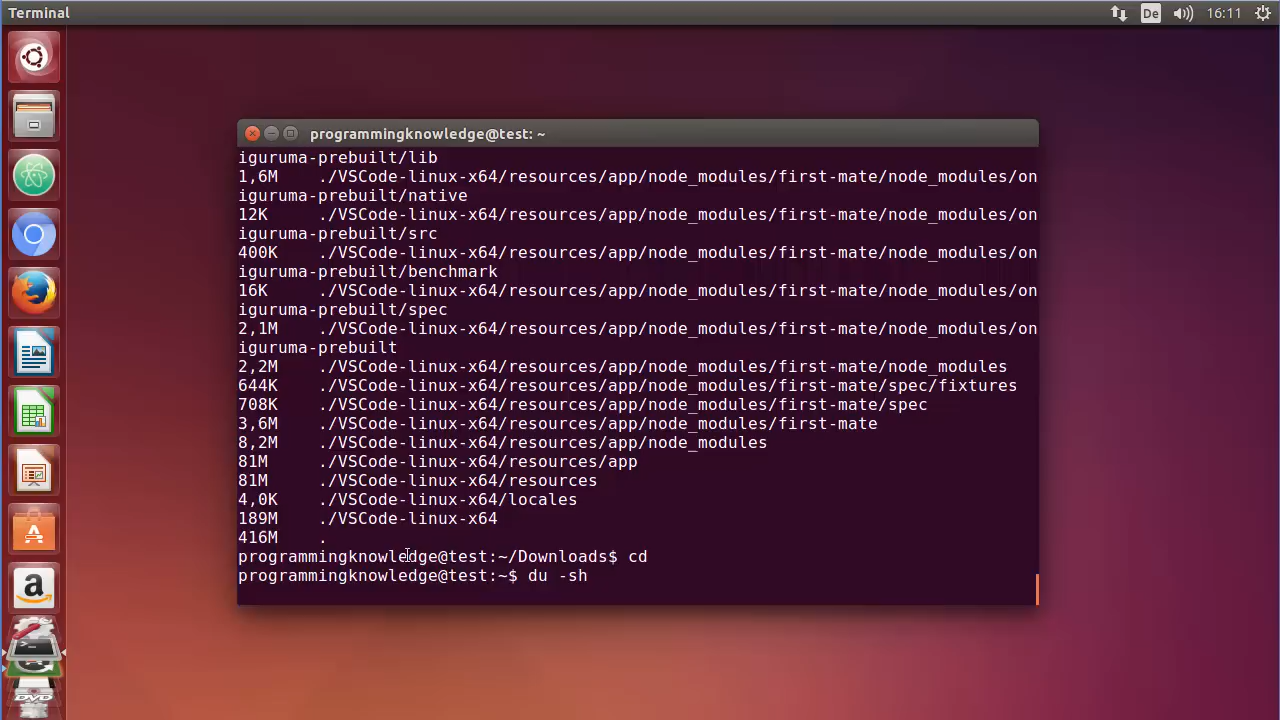 Terminal
De
16:11
programmingknowledge@test: ~
iguruma-prebuilt/lib
1,6M ./VSCode-linux-x64/resources/app/node_modules/first-mate/node_modules/on
iguruma-prebuilt/native
12K ./VSCode-linux-x64/resources/app/node_modules/first-mate/node_modules/on
iguruma-prebuilt/src
400K ./VSCode-linux-x64/resources/app/node_modules/first-mate/node_modules/on
iguruma-prebuilt/benchmark
16K ./VSCode-linux-x64/resources/app/node_modules/first-mate/node_modules/on
iguruma-prebuilt/spec
2,1M ./VSCode-linux-x64/resources/app/node_modules/first-mate/node_modules/on
iguruma-prebuilt
2,2M ./VSCode-linux-x64/resources/app/node_modules/first-mate/node_modules
644K ./VSCode-linux-x64/resources/app/node_modules/first-mate/spec/fixtures
708K ./VSCode-linux-x64/resources/app/node_modules/first-mate/spec
3,6M ./VSCode-linux-x64/resources/app/node_modules/first-mate
8,2M ./VSCode-linux-x64/resources/app/node_modules
81M ./VSCode-linux-x64/resources/app
81M ./VSCode-linux-x64/resources
4,0K ./VSCode-linux-x64/locales
189M ./VSCode-linux-x64
416M .
programmingknowledge@test:~/Downloads$ cd
programmingknowledge@test:~$ du -sh
DVD